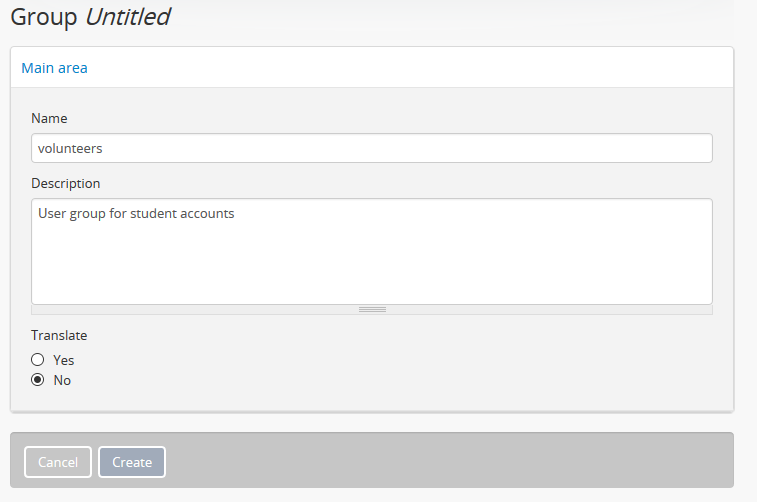 Group Untitled
Main area
Name
volunteers
Description
User group for student accounts
Translate
Yes
No
Cancel Create